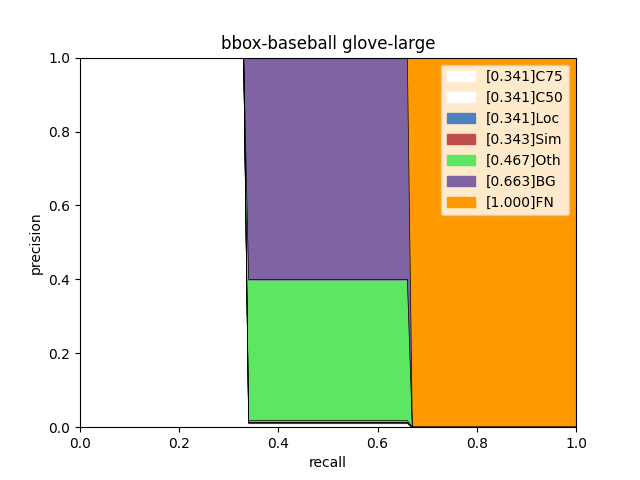 bbox-baseball glove-large
1.0
0.8
0.6
0.4
0.2
0.0
precision
[0.341]C75
[0.341]C50
[0.341]Loc
[0.343]Sim
[0.467]Oth
[0.663]BG
[1.000]FN
0.0 0.2 0.4 0.6 0.8 1.0
recall